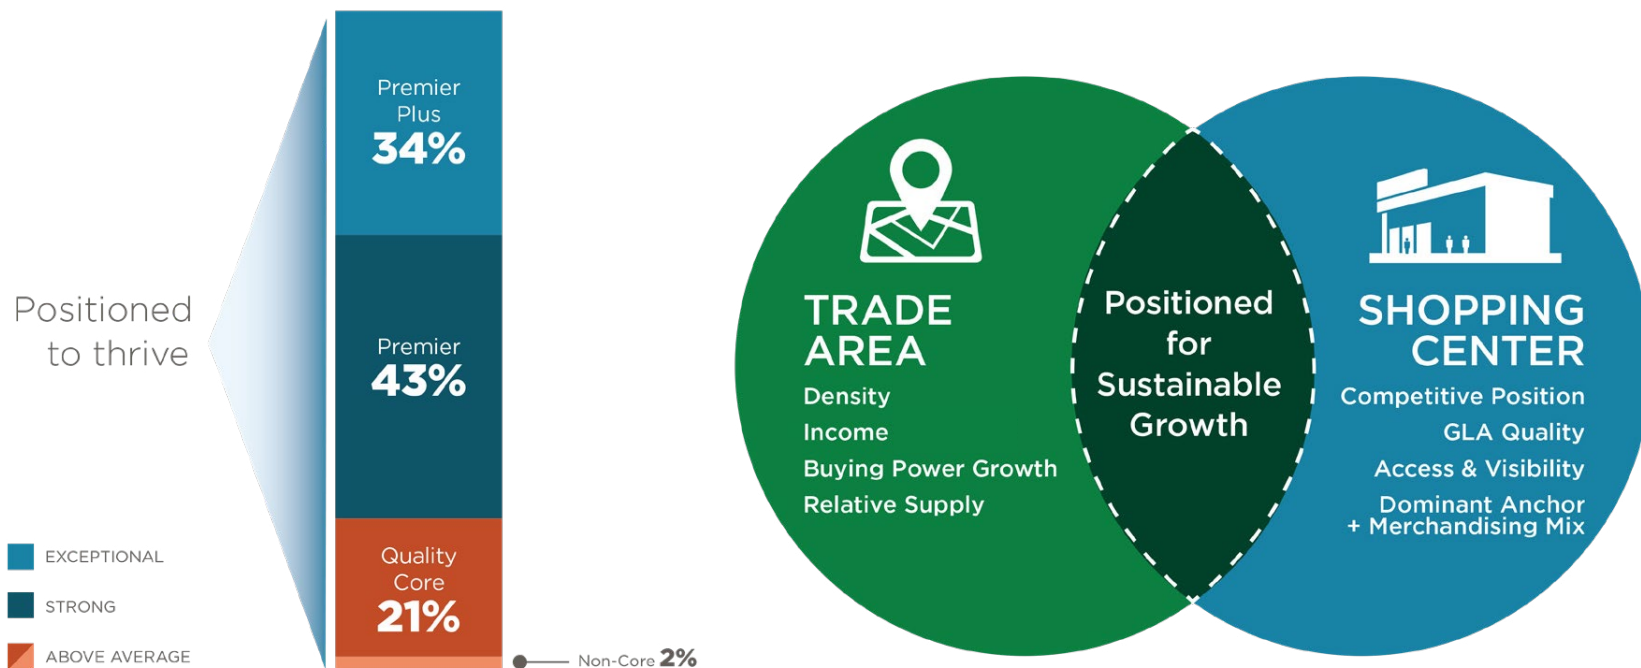 Positioned
to thrive
EXCEPTIONAL
STRONG
ABOVE AVERAGE
Premier
Plus
34%
Premier
43%
Quality
Core
21%
Non-Core 2%
TRADE
AREA
Density
Income
Buying Power Growth
Relative Supply
Positioned
for
Sustainable
Growth
SHOPPING
CENTER
Competitive Position
GLA Quality
Access & Visibility
Dominant Anchor
+ Merchandising Mix